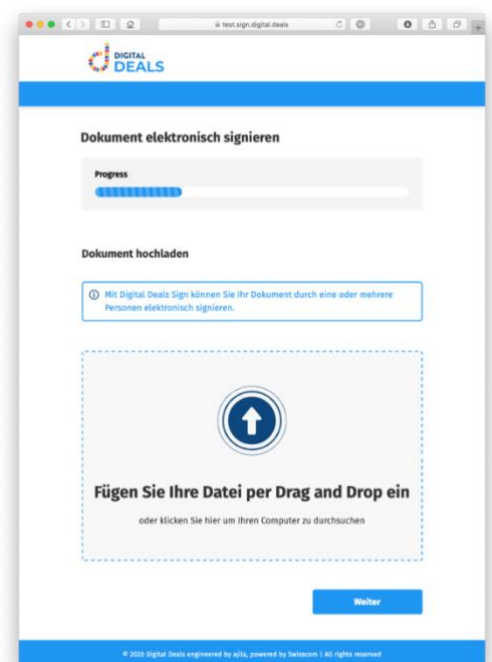 test.sign.digital.deals
DIGITAL
DEALS
Dokument elektronisch signieren
Progress
Dokument hochladen
Mit Digital Deals Sign können Sie Ihr Dokument durch eine oder mehrere
Personen elektronisch signieren.
Fügen Sie Ihre Datei per Drag and Drop ein
oder klicken Sie hier um Ihren Computer zu durchsuchen
Weiter
© 2020 Digital Deals engineered by ajila, powered by Swisscom | All rights reserved